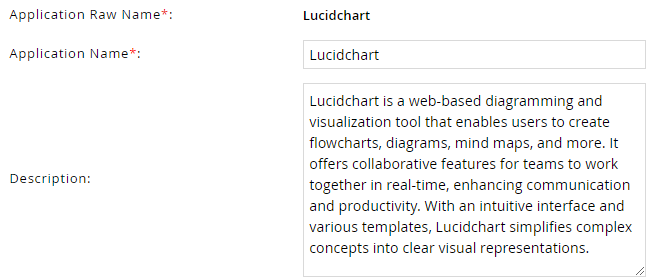 Application Raw Name*: Lucidchart
Application Name*: Lucidchart
Description:
Lucidchart is a web-based diagramming and
visualization tool that enables users to create
flowcharts, diagrams, mind maps, and more. It
offers collaborative features for teams to work
together in real-time, enhancing communication
and productivity. With an intuitive interface and
various templates, Lucidchart simplifies complex
concepts into clear visual representations.